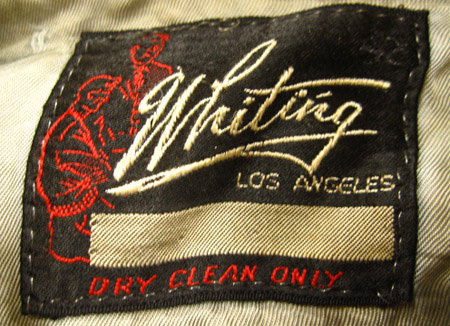 Whiting
LOS ANGELES
DRY CLEAN ONLY